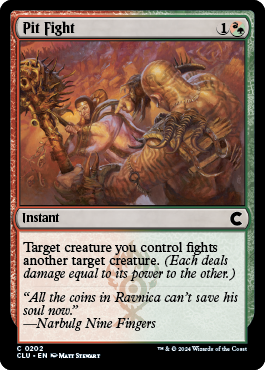 Pit Fight 1
Instant
Target creature you control fights
another target creature. (Each deals
damage equal to its power to the other.)
“All the coins in Ravnica can’t save his
soul now.”
—Narbulg Nine Fingers
C 0202
CLU • EN Matt Stewart
™ & © 2024 Wizards of the Coast